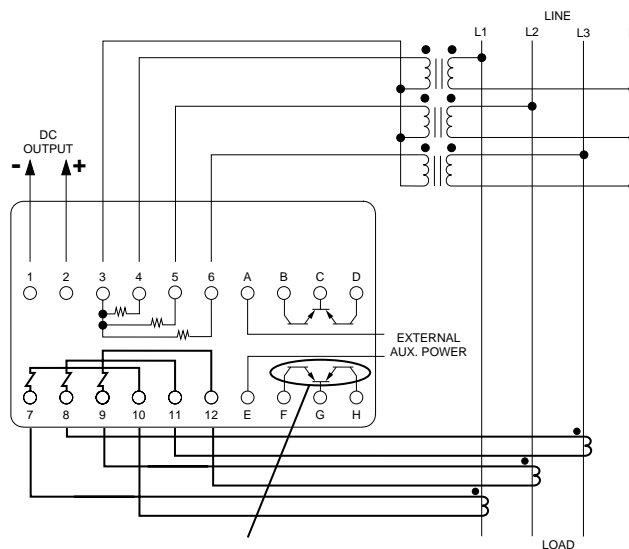 LINE
L1 L2 L3
DC
OUTPUT
- +
1 2 3 4 5 6 A B C D
EXTERNAL
AUX. POWER
7 8 9 10 11 12 E F G H
LOAD